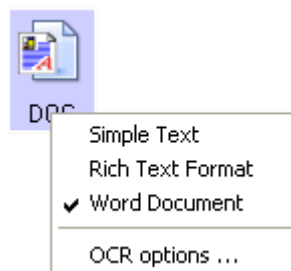 DOC
Simple Text
Rich Text Format
Word Document
OCR options ...